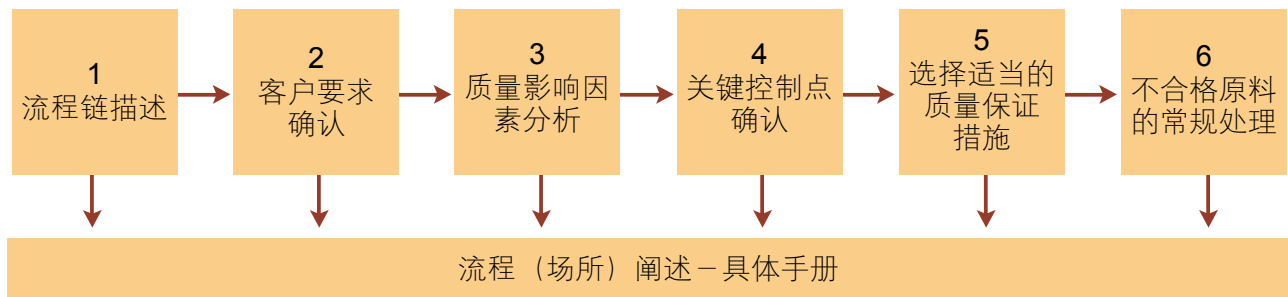 1
流程链描述
2
客户要求
确认
3
质量影响因
素分析
4
关键控制点
确认
5
选择适当的
质量保证
措施
6
不合格原料
的常规处理
流程（场所）阐述－具体手册